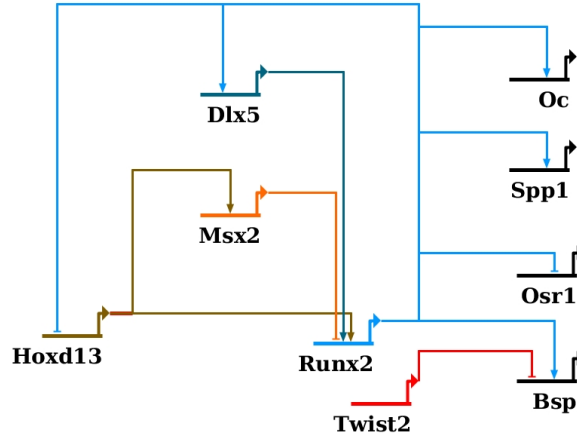 Oc
Dlx5
Spp1
Msx2
Osr1
Hoxd13
Runx2
Bsp
Twist2